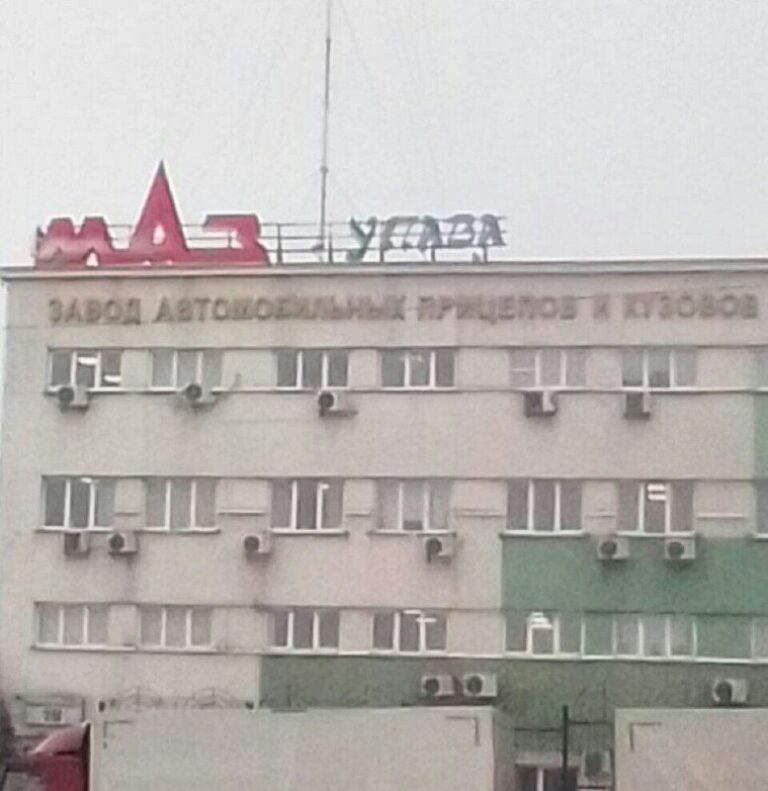 МАЗ КУПАВА
ЗАВОД АВТОМОБИЛЬНЫХ ПРИЦЕПОВ И КУЗОВОВ